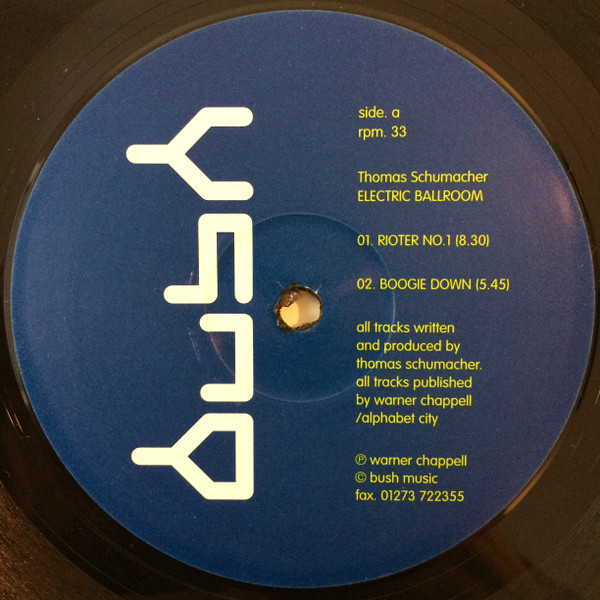 bush
side. a
rpm. 33
Thomas Schumacher
ELECTRIC BALLROOM
01. RIOTER NO.1 (8.30)
02. BOOGIE DOWN (5.45)
all tracks written
and produced by
thomas schumacher.
all tracks published
by warner chappell
/alphabet city
℗ warner chappell
© bush music
fax. 01273 722355